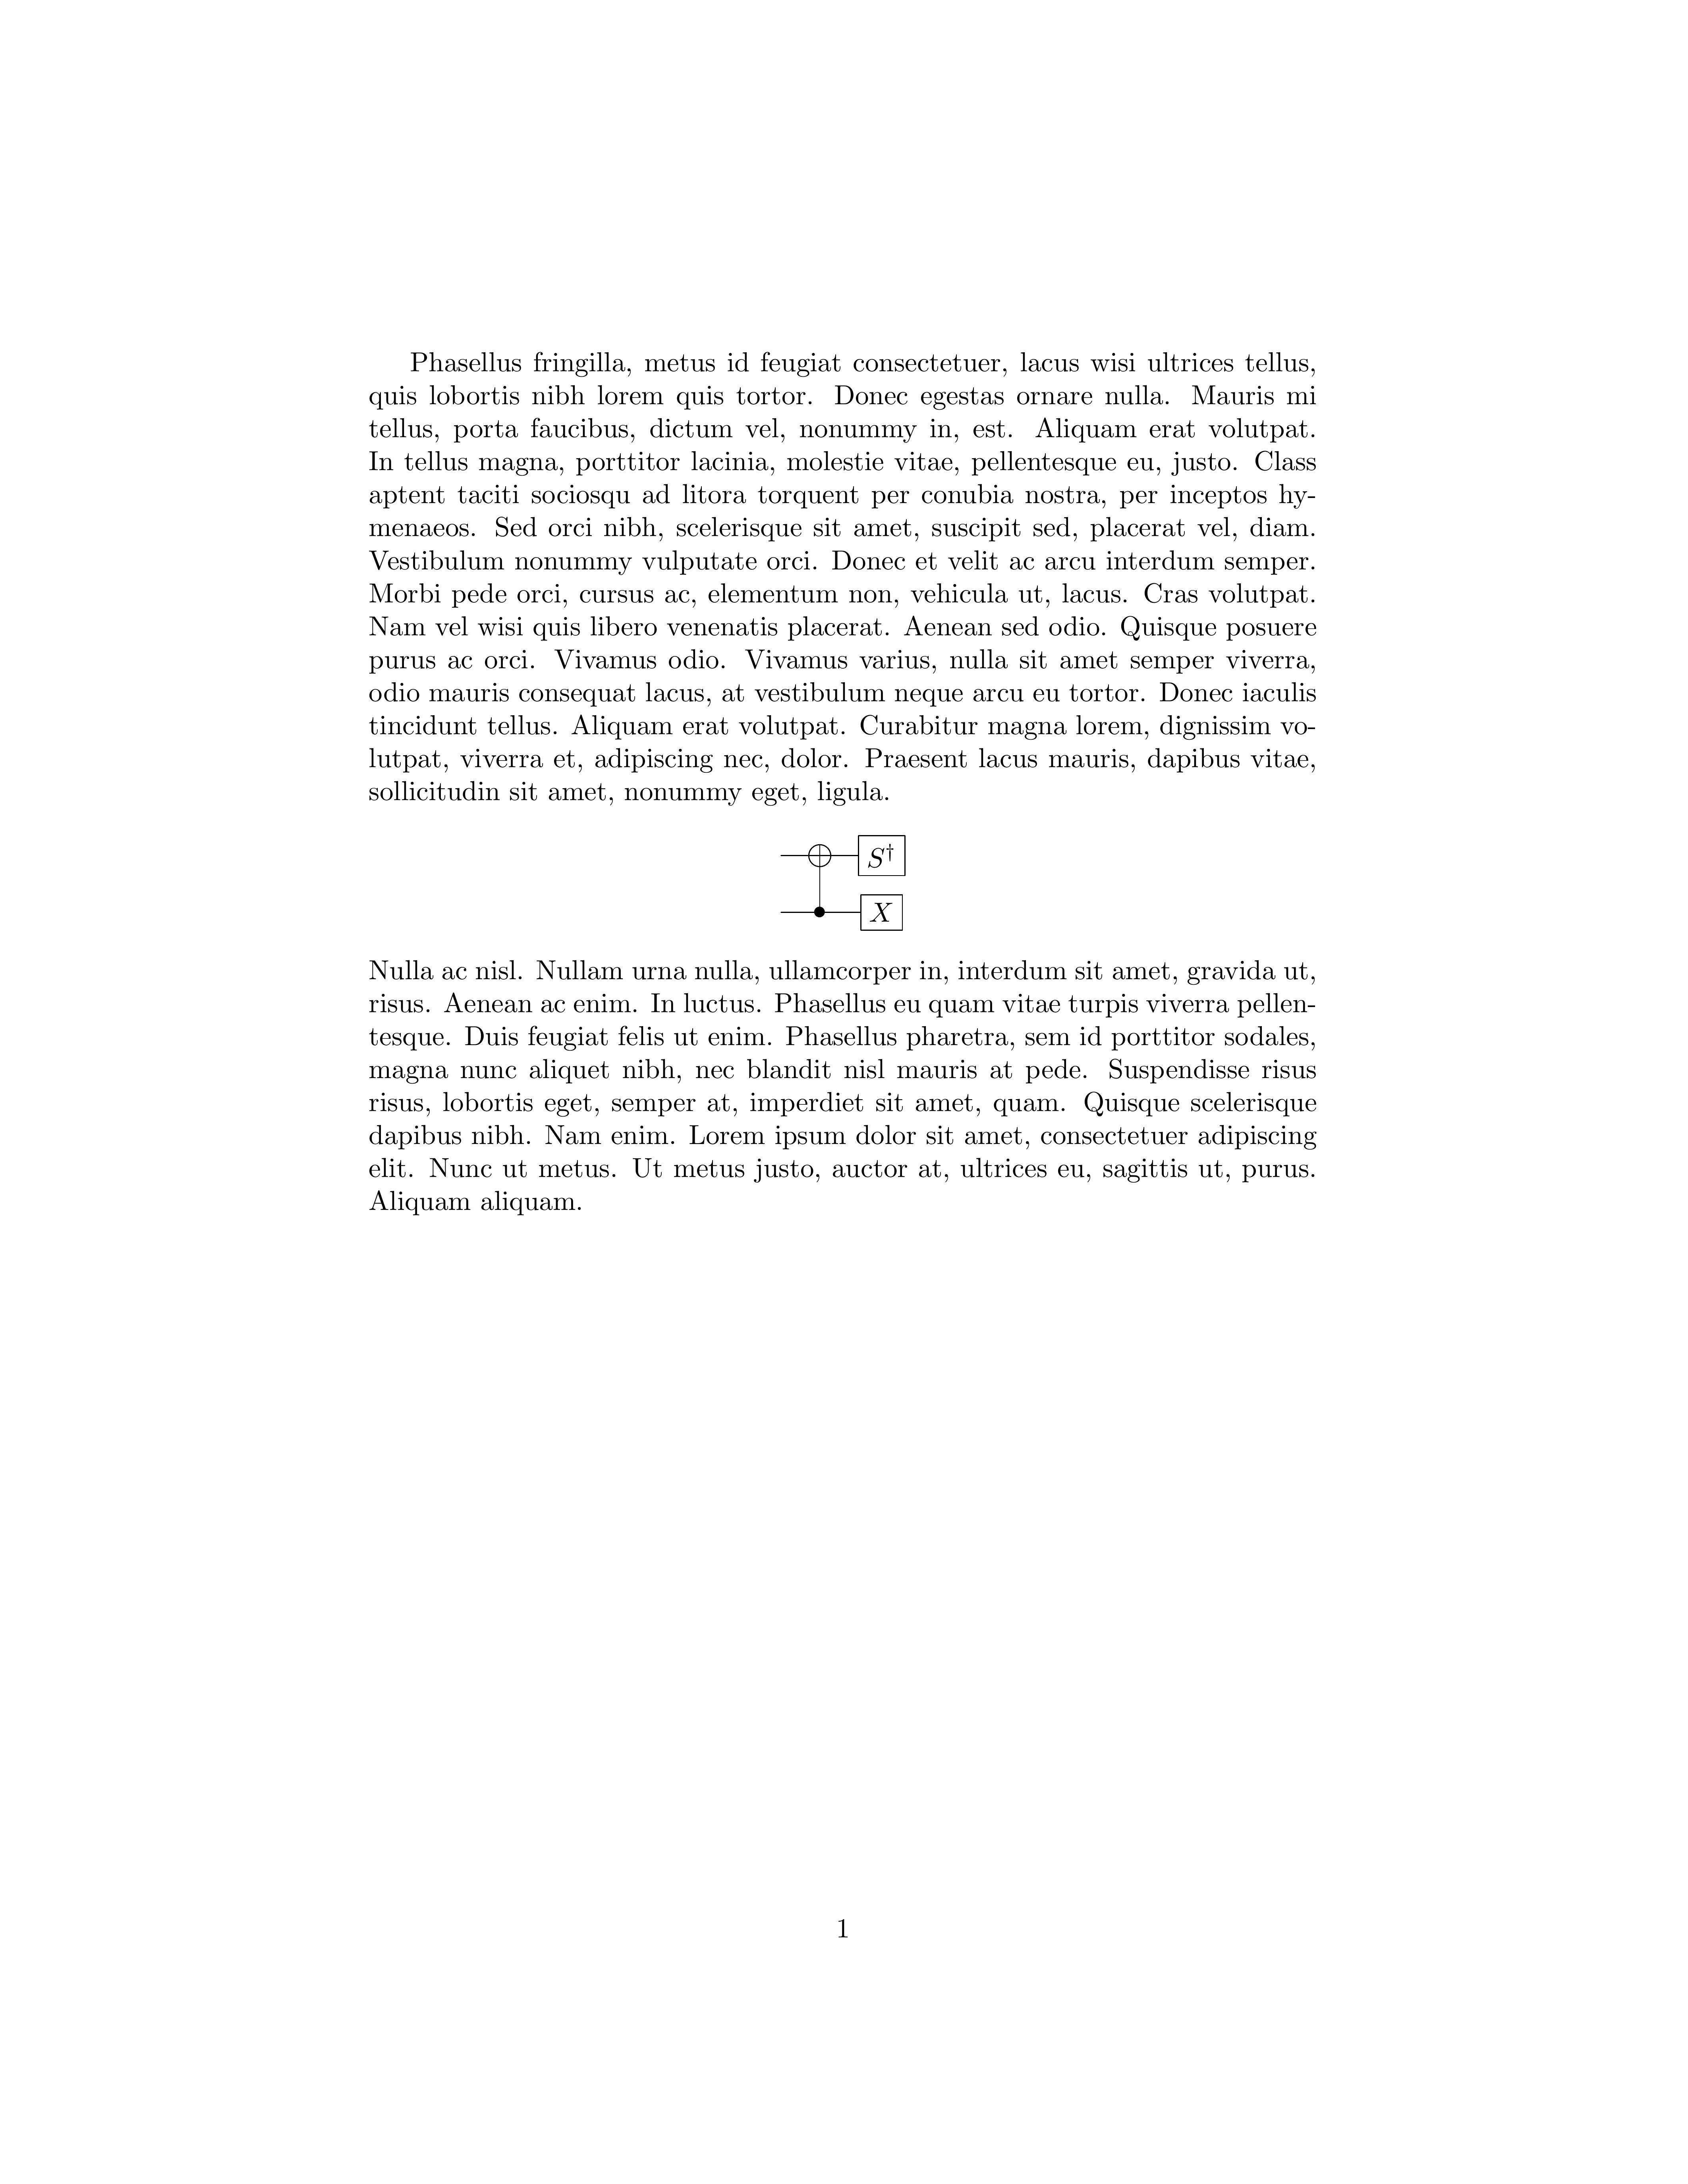 Phasellus fringilla, metus id feugiat consectetuer, lacus wisi ultrices tellus,
quis lobortis nibh lorem quis tortor. Donec egestas ornare nulla. Mauris mi
tellus, porta faucibus, dictum vel, nonummy in, est. Aliquam erat volutpat.
In tellus magna, porttitor lacinia, molestie vitae, pellentesque eu, justo. Class
aptent taciti sociosqu ad litora torquent per conubia nostra, per inceptos hy-
menaeos. Sed orci nibh, scelerisque sit amet, suscipit sed, placerat vel, diam.
Vestibulum nonummy vulputate orci. Donec et velit ac arcu interdum semper.
Morbi pede orci, cursus ac, elementum non, vehicula ut, lacus. Cras volutpat.
Nam vel wisi quis libero venenatis placerat. Aenean sed odio. Quisque posuere
purus ac orci. Vivamus odio. Vivamus varius, nulla sit amet semper viverra,
odio mauris consequat lacus, at vestibulum neque arcu eu tortor. Donec iaculis
tincidunt tellus. Aliquam erat volutpat. Curabitur magna lorem, dignissim vo-
lutpat, viverra et, adipiscing nec, dolor. Praesent lacus mauris, dapibus vitae,
sollicitudin sit amet, nonummy eget, ligula.
S†
X
Nulla ac nisl. Nullam urna nulla, ullamcorper in, interdum sit amet, gravida ut,
risus. Aenean ac enim. In luctus. Phasellus eu quam vitae turpis viverra pellen-
tesque. Duis feugiat felis ut enim. Phasellus pharetra, sem id porttitor sodales,
magna nunc aliquet nibh, nec blandit nisl mauris at pede. Suspendisse risus
risus, lobortis eget, semper at, imperdiet sit amet, quam. Quisque scelerisque
dapibus nibh. Nam enim. Lorem ipsum dolor sit amet, consectetuer adipiscing
elit. Nunc ut metus. Ut metus justo, auctor at, ultrices eu, sagittis ut, purus.
Aliquam aliquam.
1